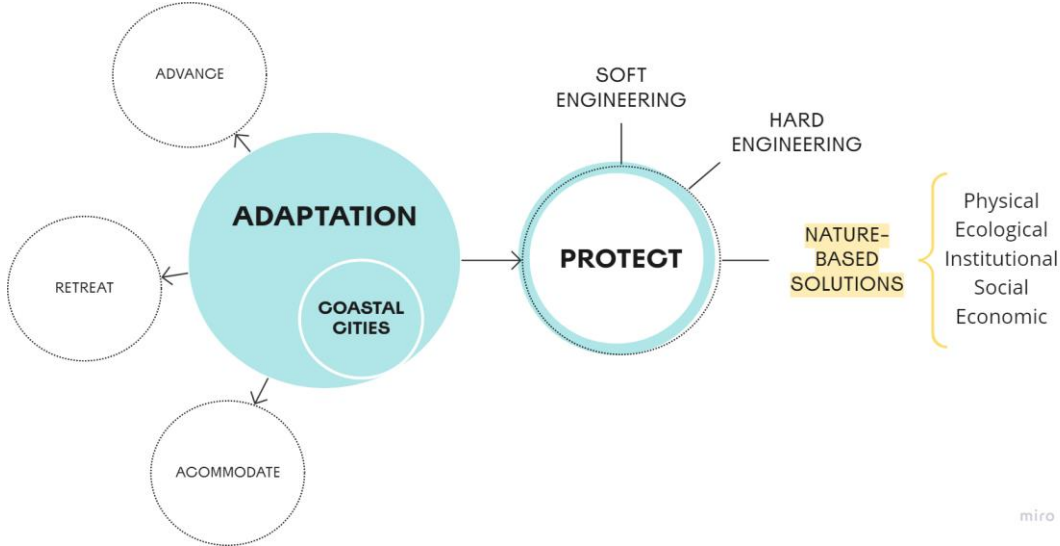 ADVANCE
RETREAT
ACOMMODATE
ADAPTATION
COASTAL
CITIES
PROTECT
SOFT
ENGINEERING
HARD
ENGINEERING
NATURE-
BASED
SOLUTIONS
Physical
Ecological
Institutional
Social
Economic
miro